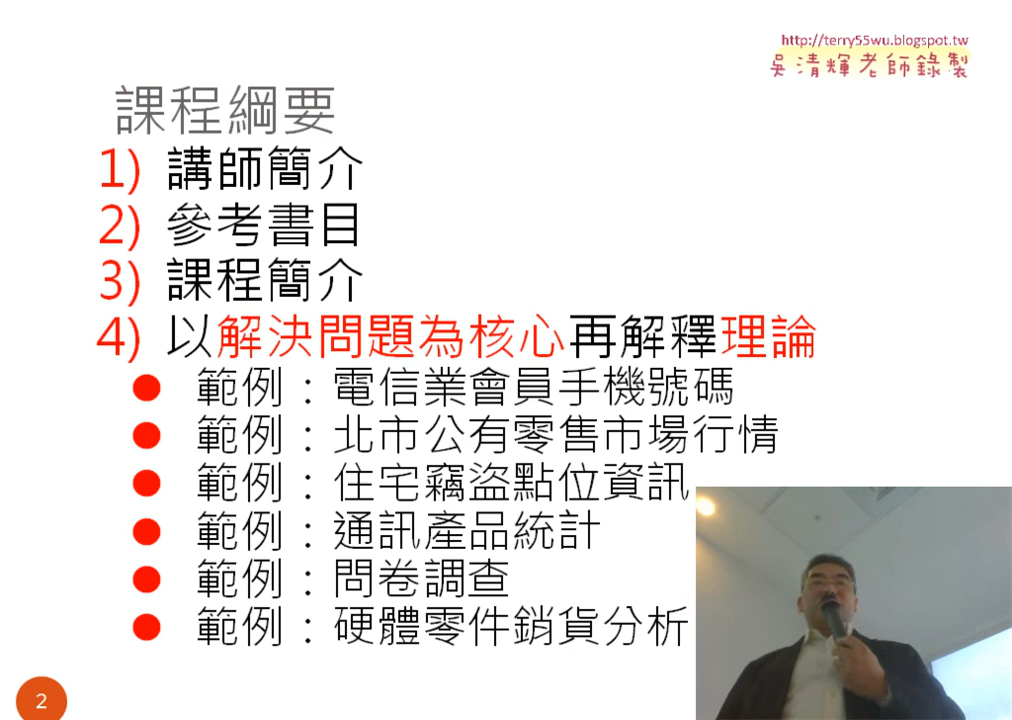 http://terry55wu.blogspot.tw
吳清輝老師錄製
課程綱要
1) 講師簡介
2) 參考書目
3) 課程簡介
4) 以解決問題為核心再解釋理論
● 範例：電信業會員手機號碼
● 範例：北市公有零售市場行情
● 範例：住宅竊盜點位資訊
● 範例：通訊產品統計
● 範例：問卷調查
● 範例：硬體零件銷貨分析
2